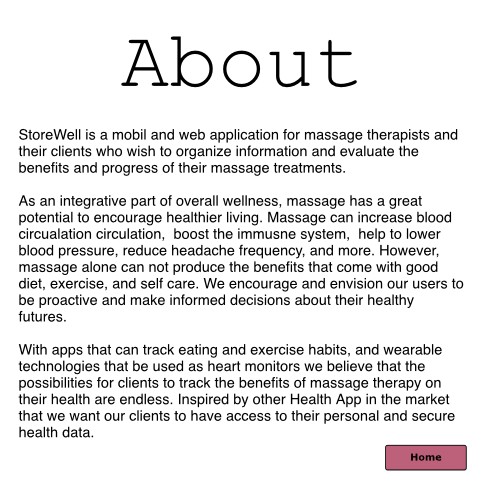 About
StoreWell is a mobil and web application for massage therapists and
their clients who wish to organize information and evaluate the
benefits and progress of their massage treatments.
As an integrative part of overall wellness, massage has a great
potential to encourage healthier living. Massage can increase blood
circualation circulation,  boost the immusne system,  help to lower
blood pressure, reduce headache frequency, and more. However,
massage alone can not produce the benefits that come with good
diet, exercise, and self care. We encourage and envision our users to
be proactive and make informed decisions about their healthy
futures.
With apps that can track eating and exercise habits, and wearable
technologies that be used as heart monitors we believe that the
possibilities for clients to track the benefits of massage therapy on
their health are endless. Inspired by other Health App in the market
that we want our clients to have access to their personal and secure
health data.
Home